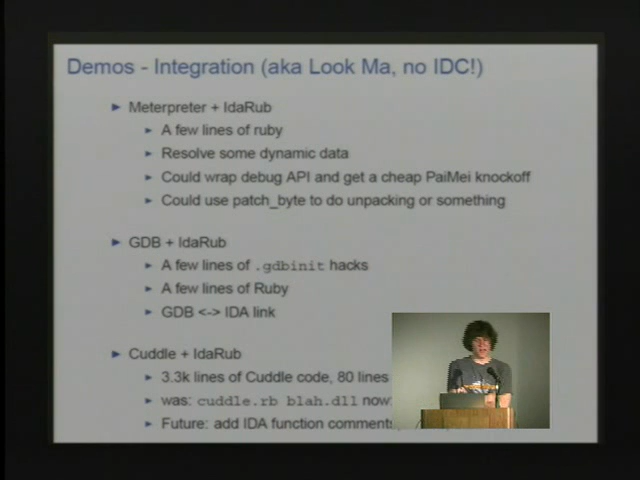 Demos - Integration (aka Look Ma, no IDC!)
Meterpreter + IdaRub
A few lines of ruby
Resolve some dynamic data
Could wrap debug API and get a cheap PaiMei knockoff
Could use patch_byte to do unpacking or something
GDB + IdaRub
A few lines of .gdbinit hacks
A few lines of Ruby
GDB <-> IDA link
Cuddle + IdaRub
3.3k lines of Cuddle code, 80 lines
was: cuddle.rb blah.dll now
Future: add IDA function comments